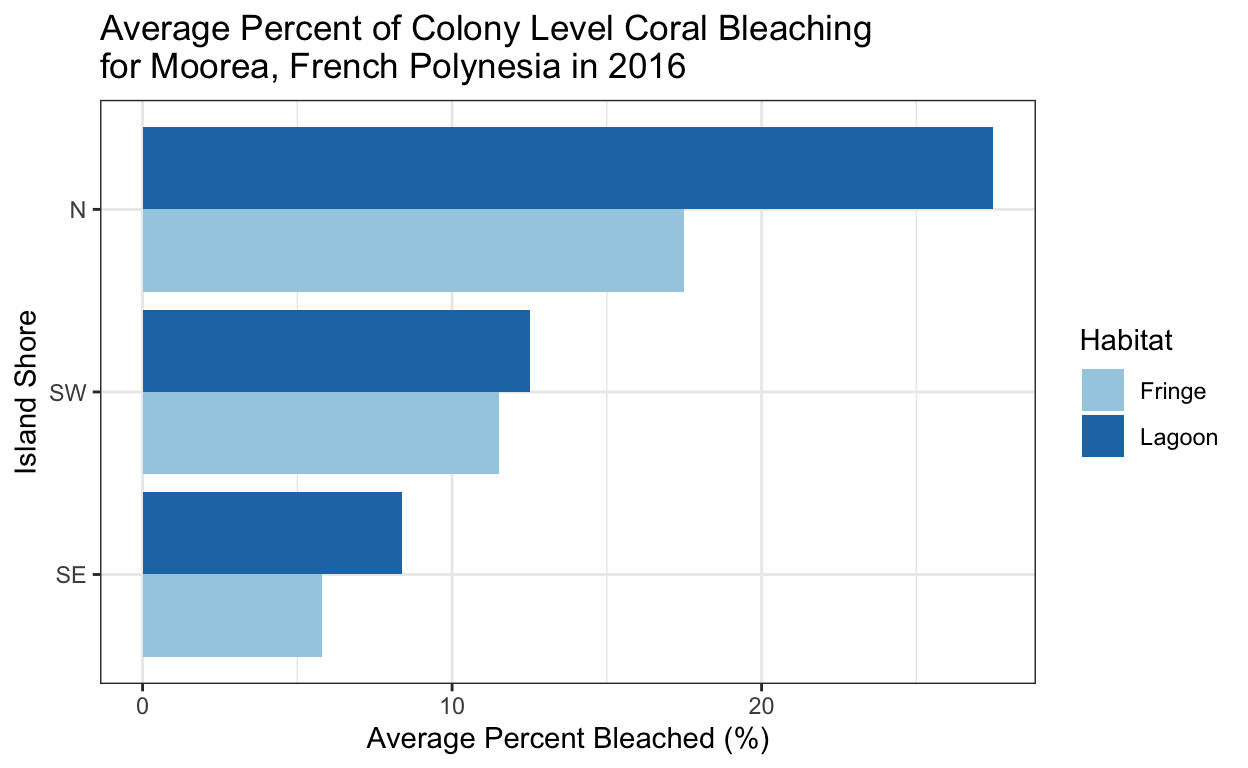 Average Percent of Colony Level Coral Bleaching
for Moorea, French Polynesia in 2016
Island Shore
N
SW
SE
0
10
20
Average Percent Bleached (%)
Habitat
Fringe
Lagoon